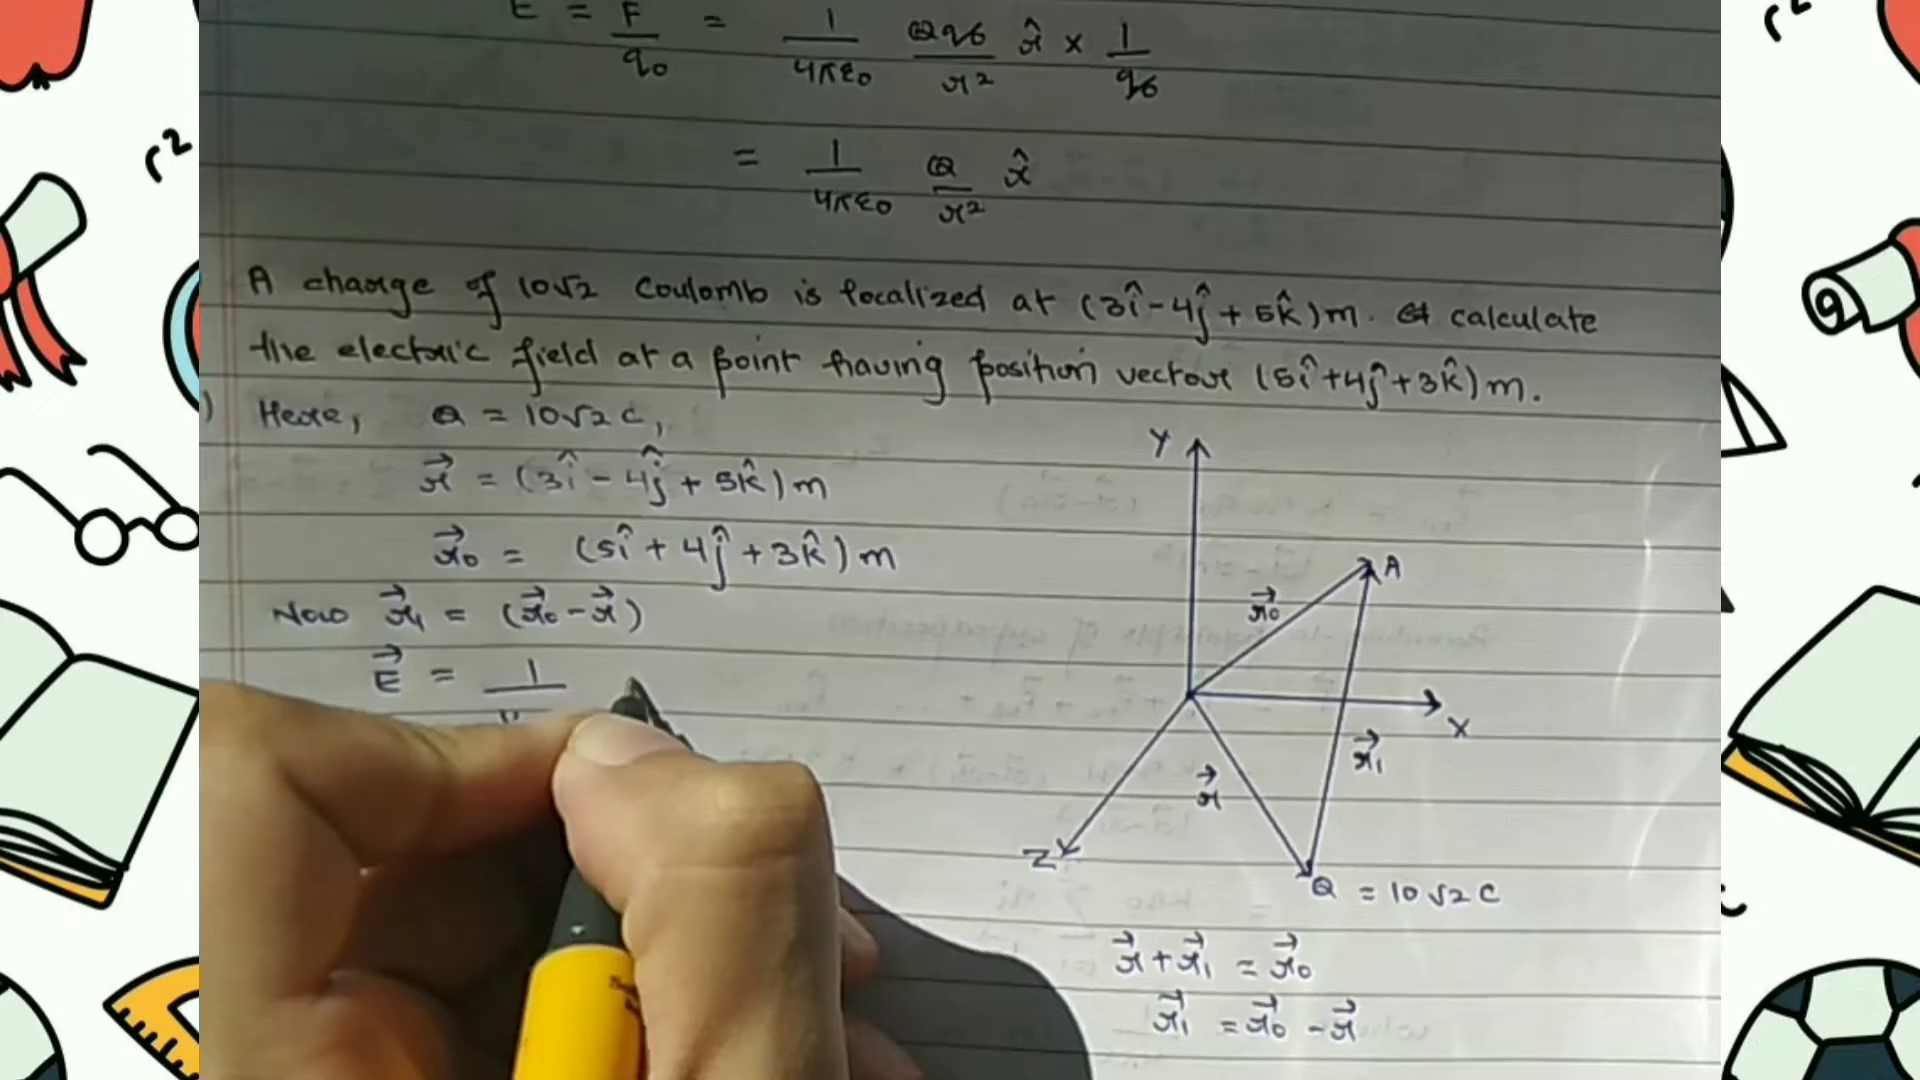 E = F/q₀ = 1/4πε₀ Qq₀/r² r̂ × 1/q₀
= 1/4πε₀ Q/r² r̂
A charge of 10√2 Coulomb is localized at (3î - 4ĵ + 5k̂)m. calculate
the electric field at a point having position vector (5î + 4ĵ + 3k̂)m.
Here, Q = 10√2 C,
r⃗ = (3î - 4ĵ + 5k̂)m
r⃗₀ = (5î + 4ĵ + 3k̂)m
Now r⃗₁ = (r⃗₀ - r⃗)
E⃗ = 1
Y
A
r⃗₀
X
r⃗₁
r⃗
Z
Q = 10√2 C
r⃗ + r⃗₁ = r⃗₀
r⃗₁ = r⃗₀ - r⃗
r²
r²